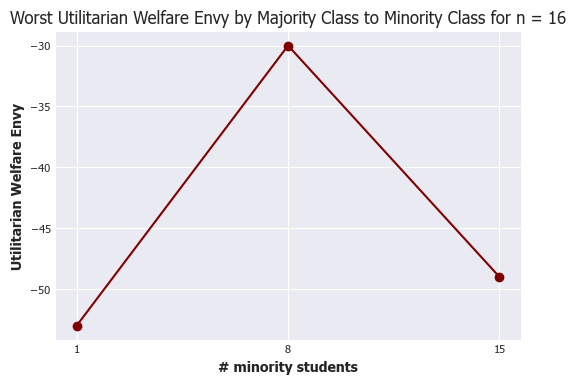 Worst Utilitarian Welfare Envy by Majority Class to Minority Class for n = 16
Utilitarian Welfare Envy
−30
−35
−40
−45
−50
1
8
15
# minority students